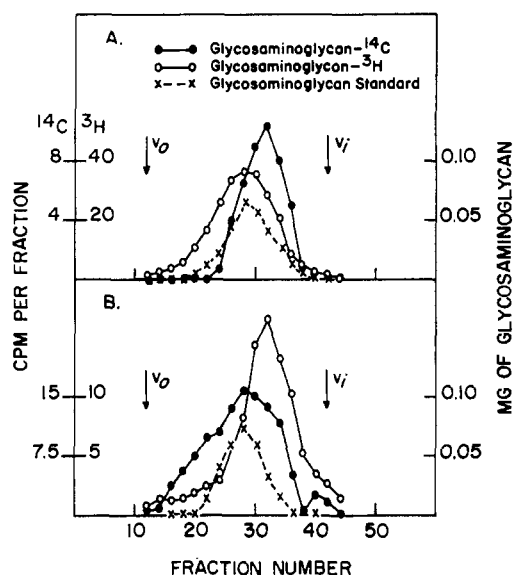 A.
Glycosaminoglycan-14C
Glycosaminoglycan-3H
Glycosaminoglycan Standard
14C 3H
Vo
Vi
8 40 0.10
4 20 0.05
CPM PER FRACTION
MG OF GLYCOSAMINOGLYCAN
B.
Vo
Vi
15 10 0.10
7.5 5 0.05
10 20 30 40 50
FRACTION NUMBER